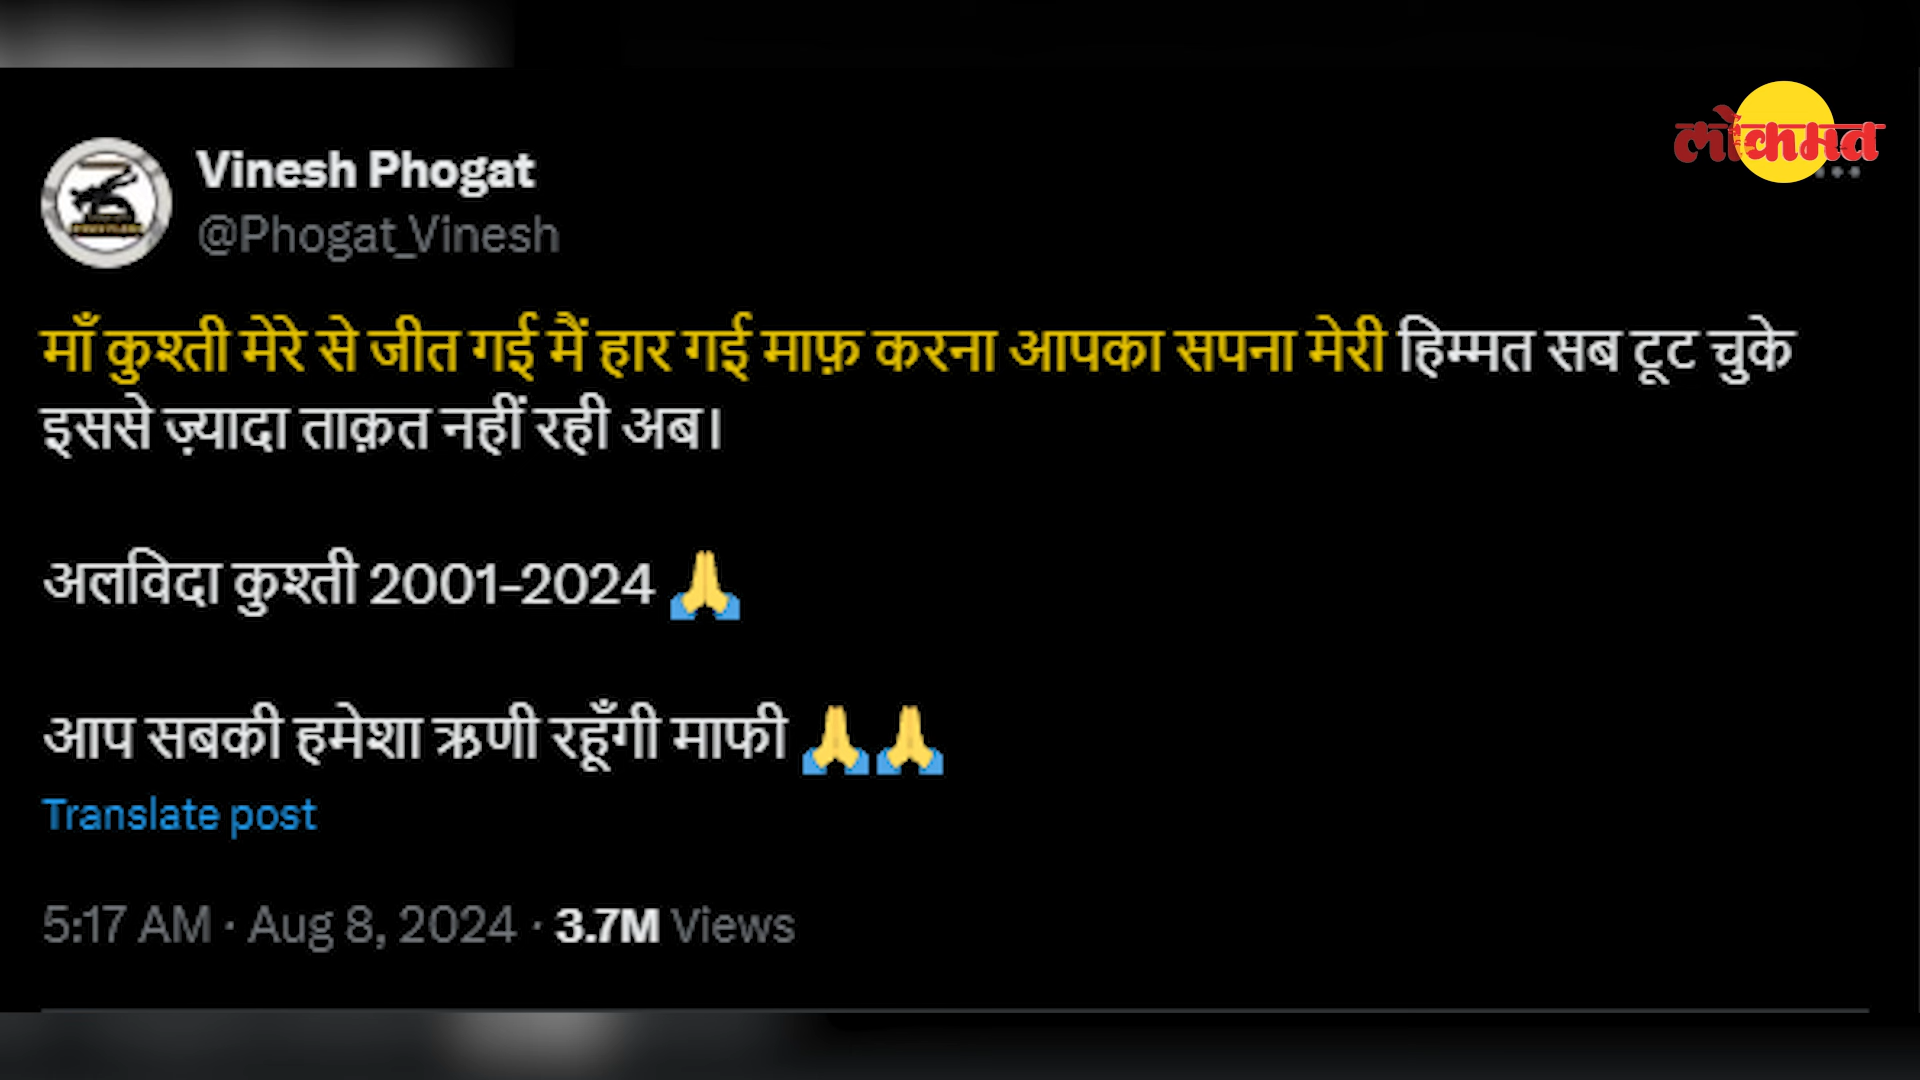 लोकमत
Vinesh Phogat
@Phogat_Vinesh
माँ कुश्ती मेरे से जीत गई मैं हार गई माफ़ करना आपका सपना मेरी हिम्मत सब टूट चुके
इससे ज़्यादा ताक़त नहीं रही अब।
अलविदा कुश्ती 2001-2024 🙏
आप सबकी हमेशा ऋणी रहूँगी माफी 🙏🙏
Translate post
5:17 AM · Aug 8, 2024 · 3.7M Views